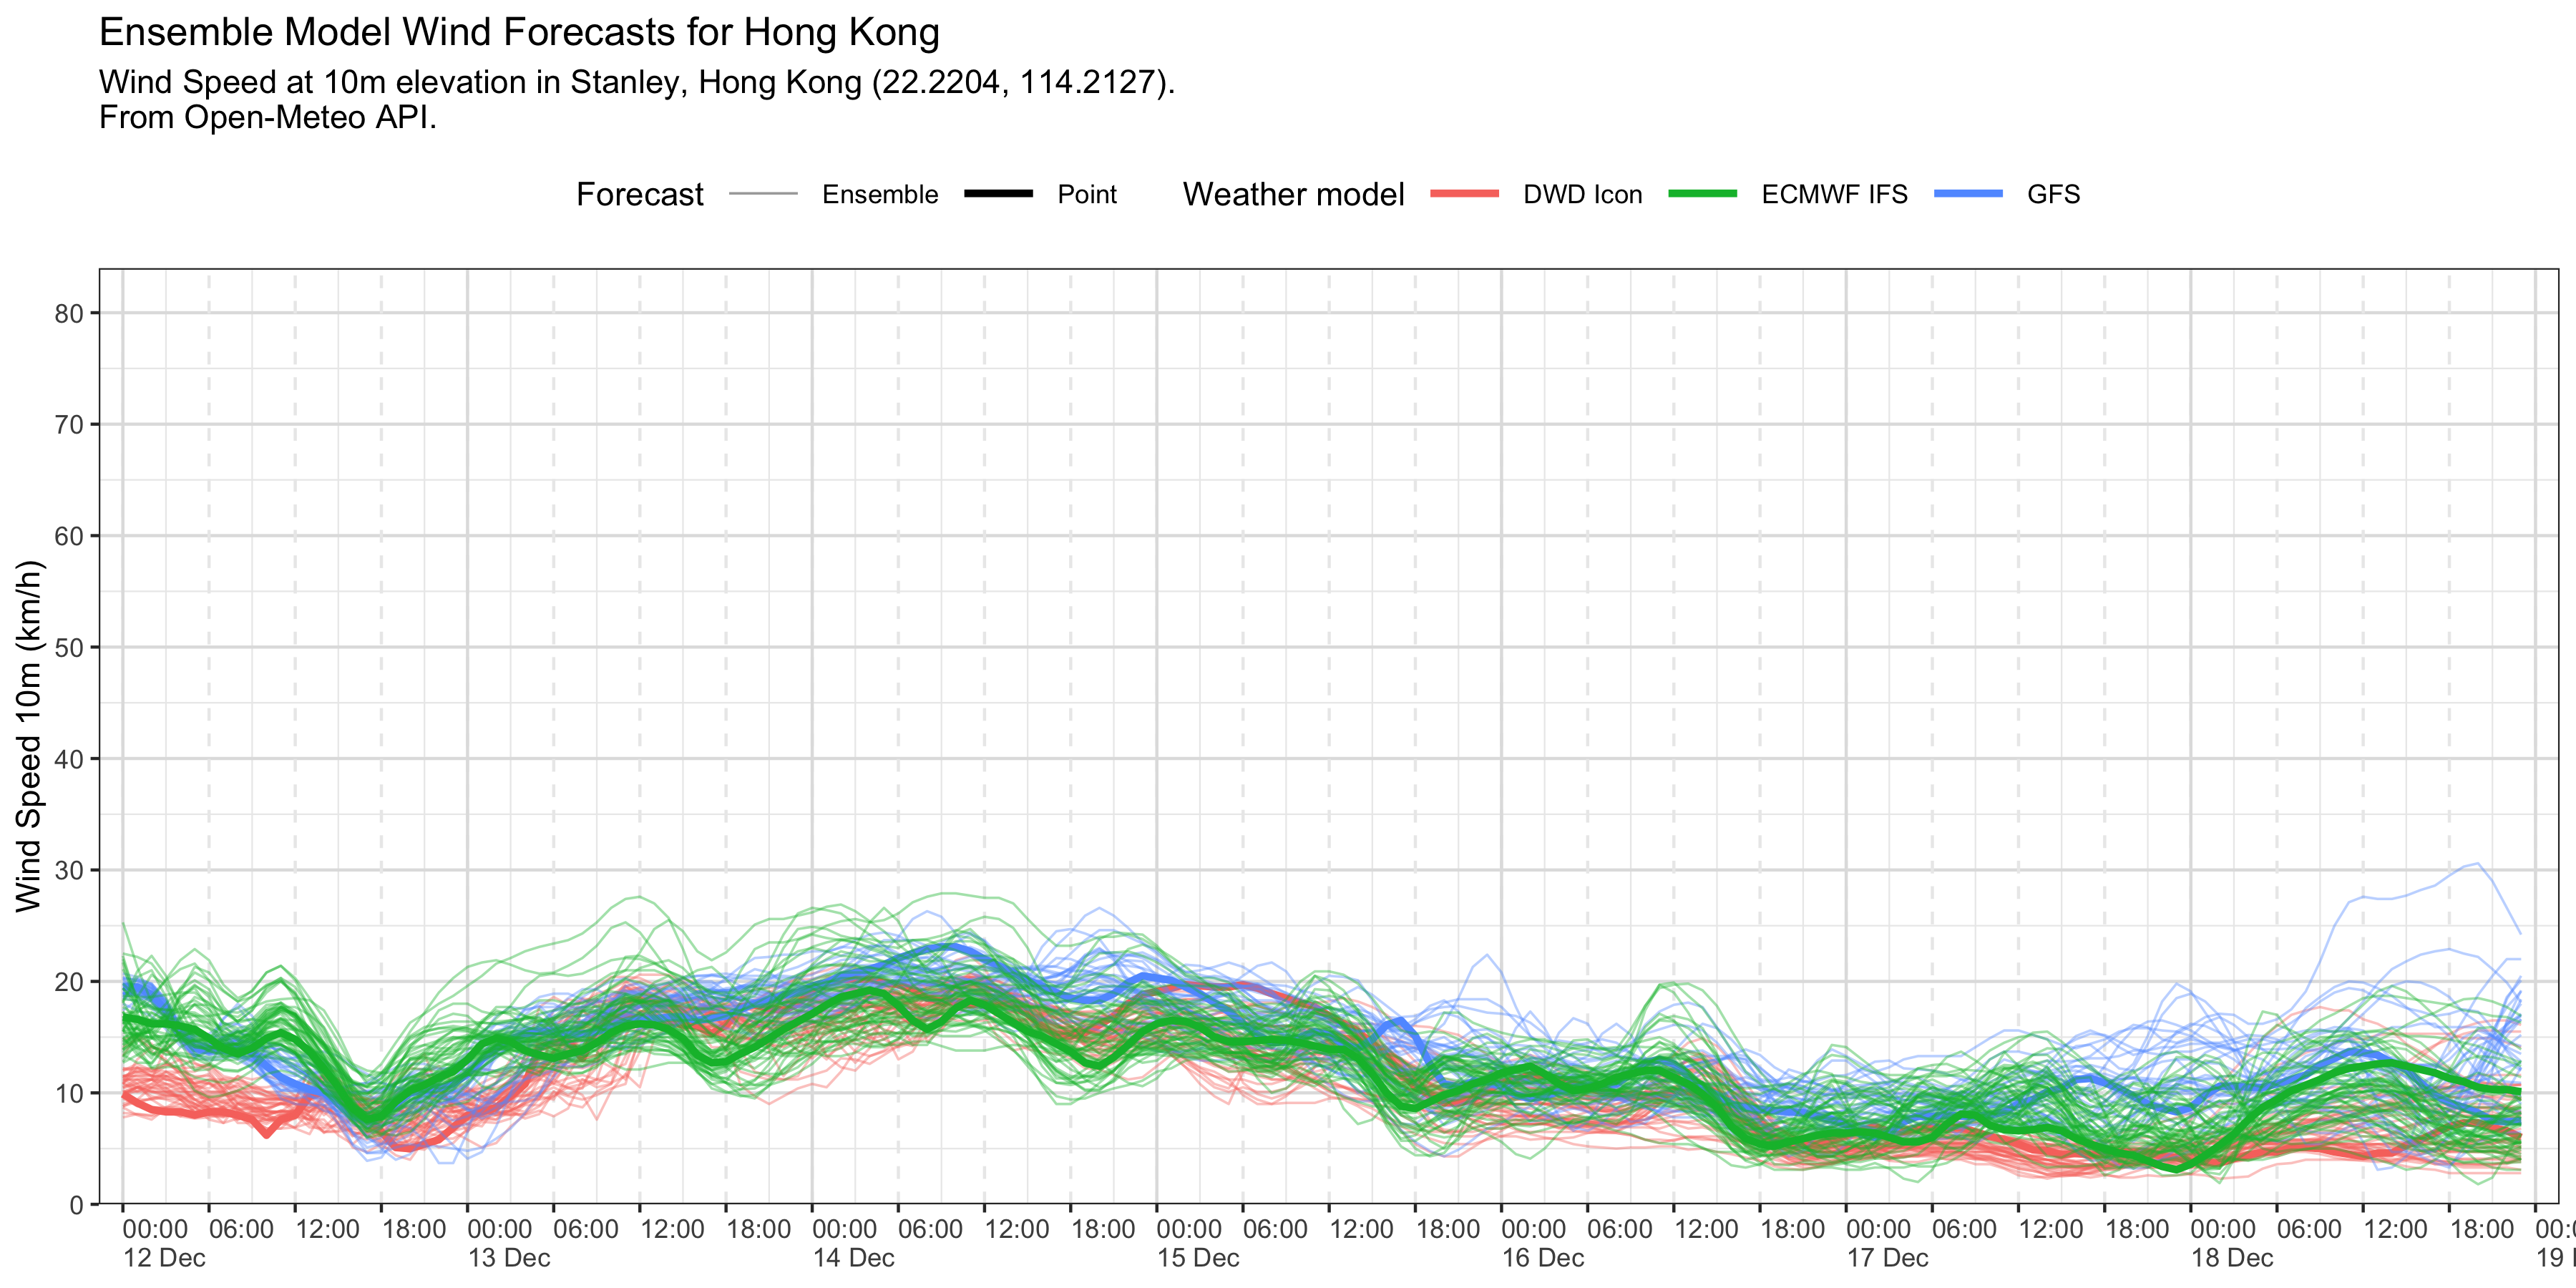 Ensemble Model Wind Forecasts for Hong Kong
Wind Speed at 10m elevation in Stanley, Hong Kong (22.2204, 114.2127).
From Open-Meteo API.
Forecast Ensemble Point Weather model DWD Icon ECMWF IFS GFS
Wind Speed 10m (km/h)
80
70
60
50
40
30
20
10
0
00:00 06:00 12:00 18:00 00:00 06:00 12:00 18:00 00:00 06:00 12:00 18:00 00:00 06:00 12:00 18:00 00:00 06:00 12:00 18:00 00:00 06:00 12:00 18:00 00:00 06:00 12:00 18:00
12 Dec 13 Dec 14 Dec 15 Dec 16 Dec 17 Dec 18 Dec 19